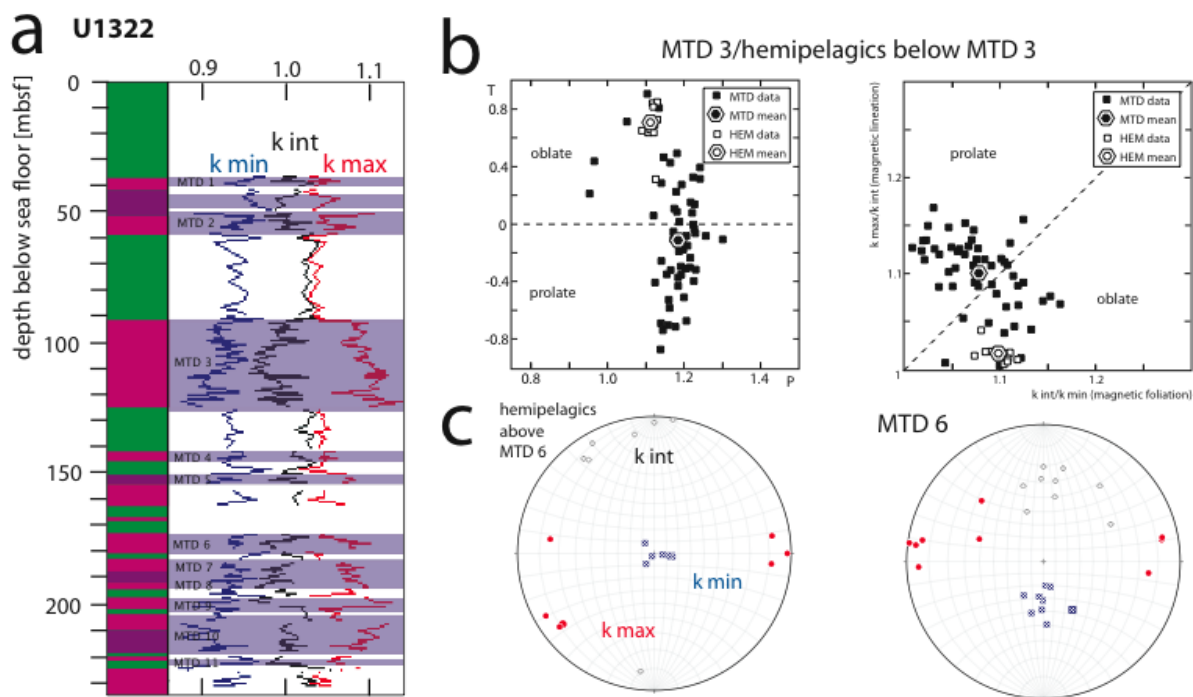 a U1322
0.9 1.0 1.1
depth below sea floor [mbsf]
0
50
100
150
200
k min
k int
k max
MTD 1
MTD 2
MTD 3
MTD 4
MTD 5
MTD 6
MTD 7
MTD 8
MTD 9
MTD 10
MTD 11
b MTD 3/hemipelagics below MTD 3
T
0.8
0.4
0
-0.4
-0.8
oblate
prolate
MTD data
MTD mean
HEM data
HEM mean
0.8 1.0 1.2 1.4
P
k max/k int (magnetic lineation)
1.2
1.1
1
prolate
oblate
MTD data
MTD mean
HEM data
HEM mean
1.1 1.2
k int/k min (magnetic foliation)
c
hemipelagics
above
MTD 6
k int
k min
k max
MTD 6